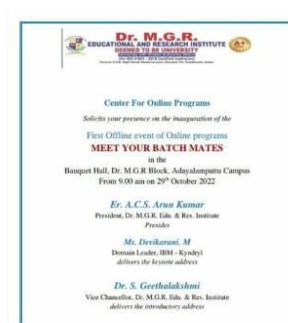 Dr. M.G.R.
EDUCATIONAL AND RESEARCH INSTITUTE
DEEMED TO BE UNIVERSITY
A+
Center For Online Programs
Solicits your presence on the inauguration of the
First Offline event of Online programs
MEET YOUR BATCH MATES
in the
Banquet Hall, Dr. M.G.R Block, Adayalampattu Campus
From 9.00 am on 29th October 2022
Er. A.C.S. Arun Kumar
President, Dr. M.G.R. Edu. & Res. Institute
Presides
Ms. Devikarani. M
Domain Leader, IBM - Kyndryl
delivers the keynote address
Dr. S. Geethalakshmi
Vice Chancellor, Dr. M.G.R. Edu. & Res. Institute
delivers the introductory address